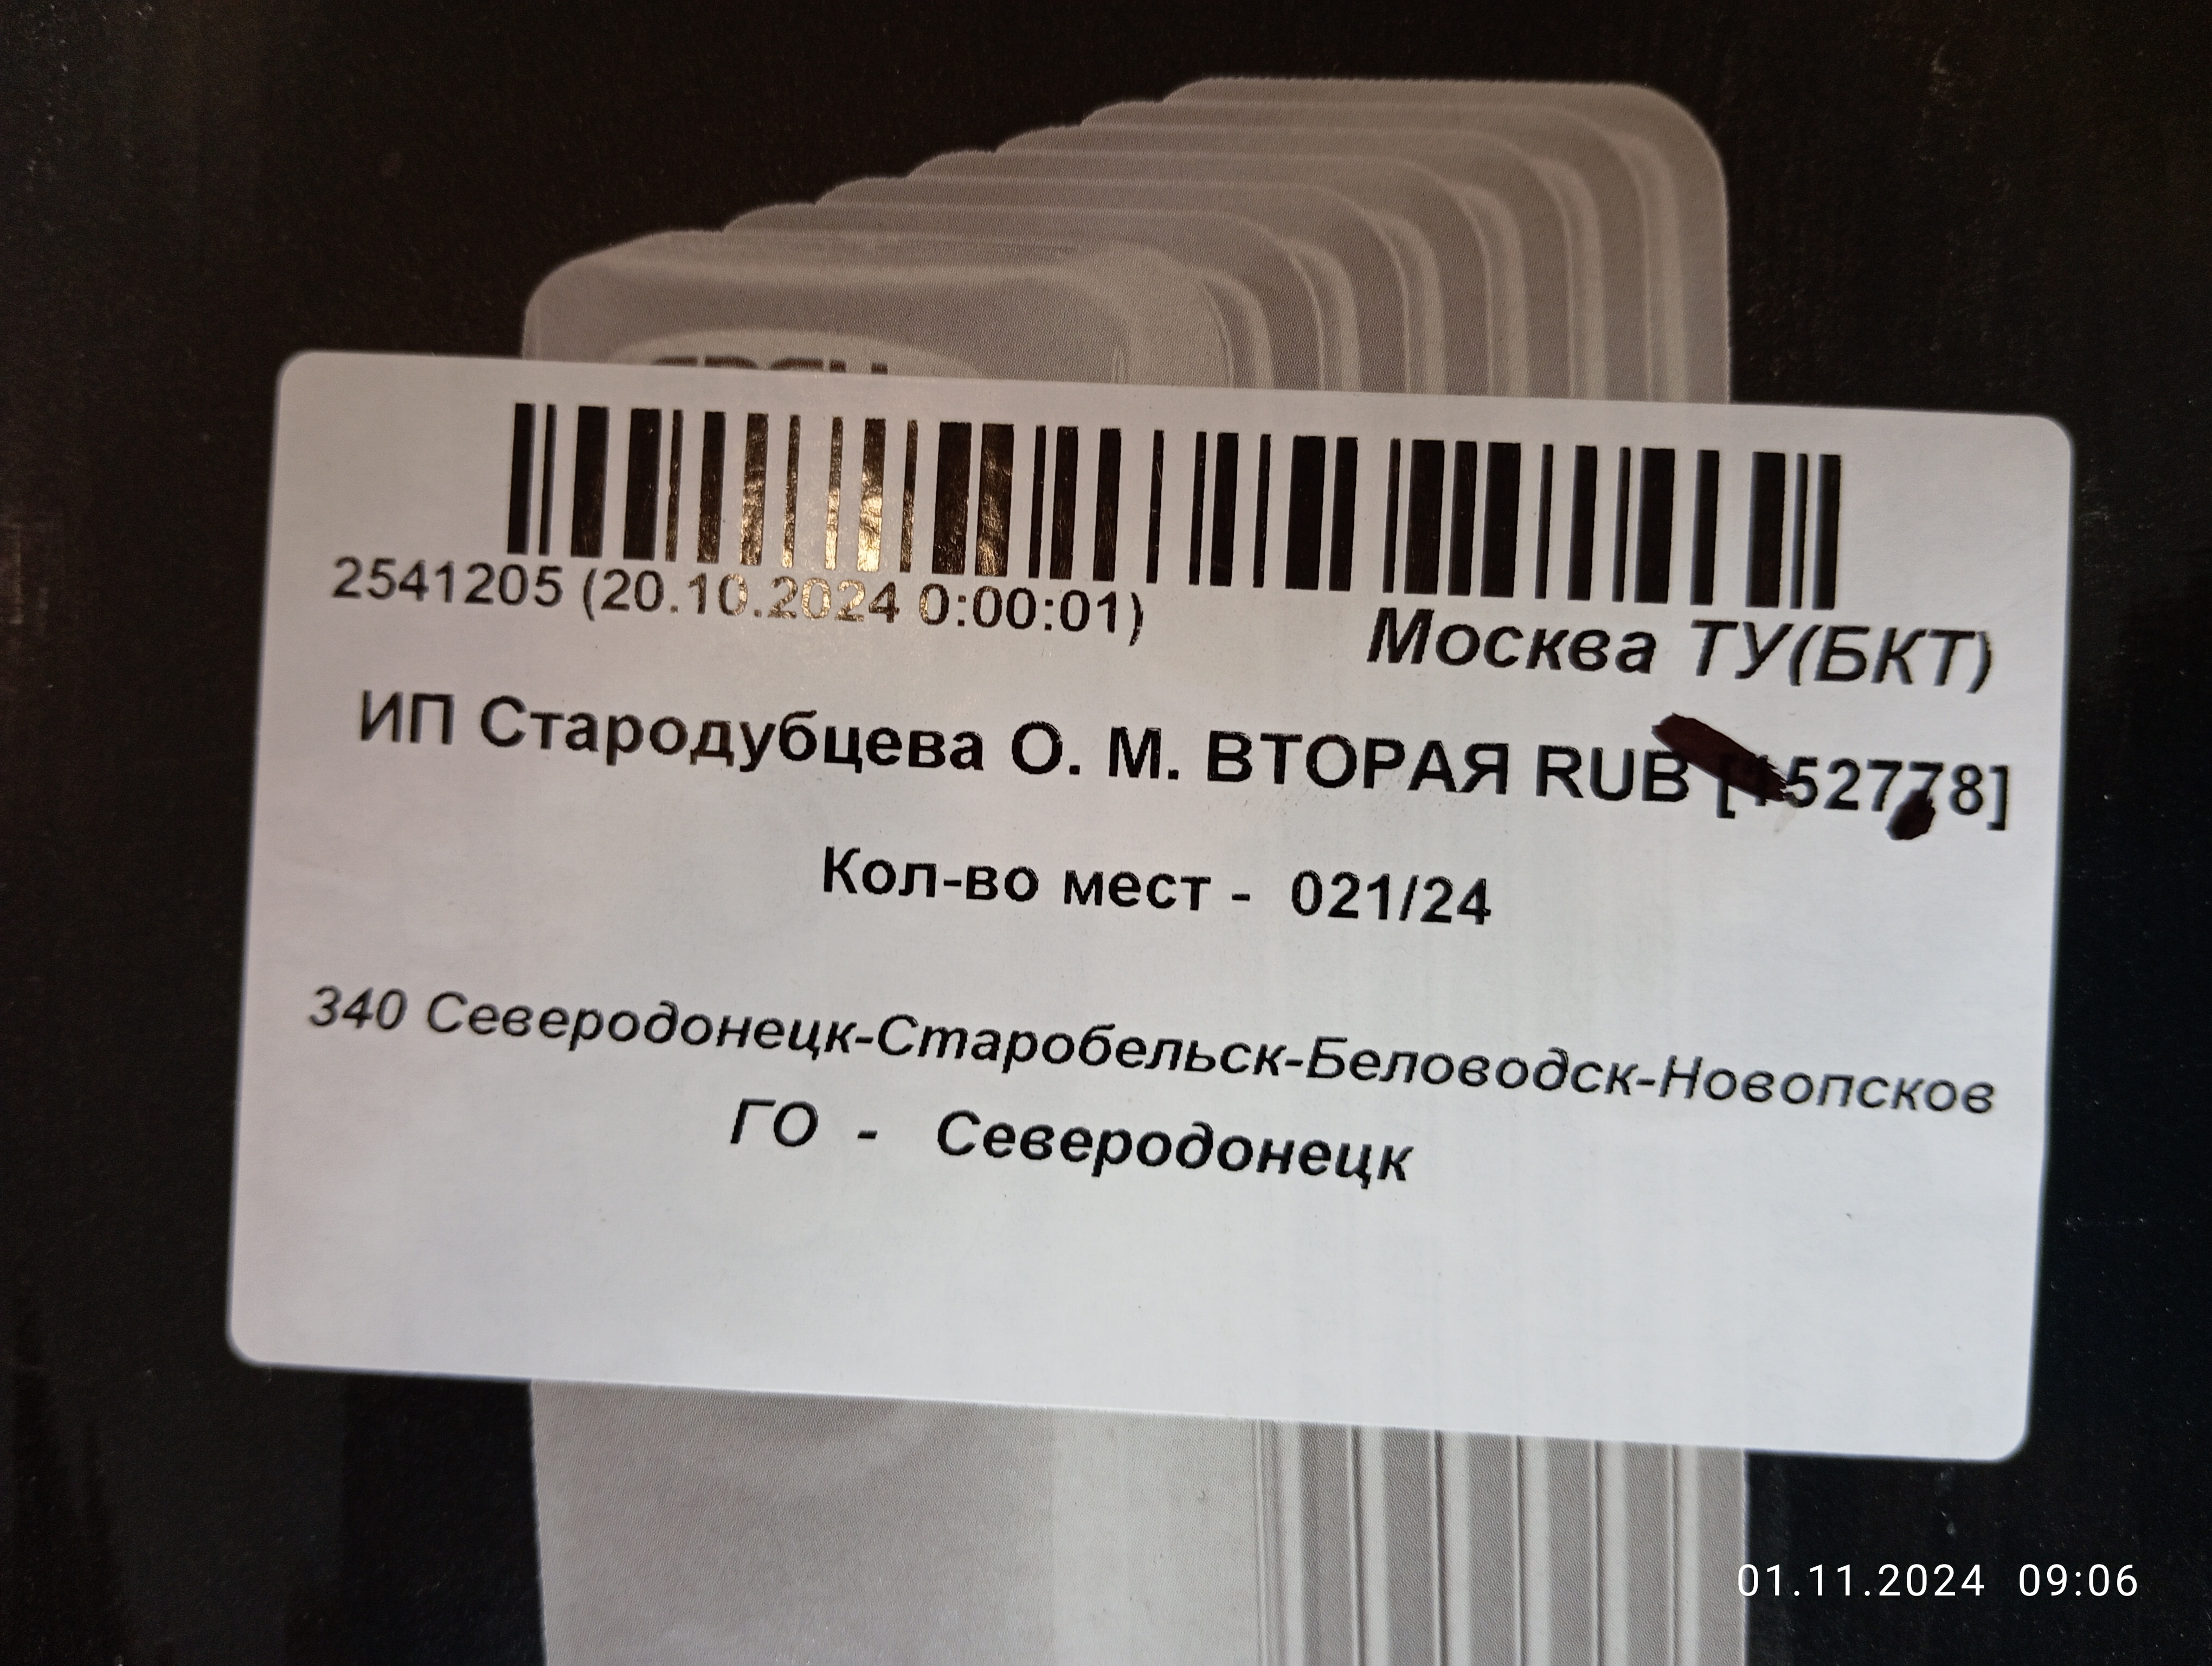 2541205 (20.10.2024 0:00:01)
Москва ТУ(БКТ)
ИП Стародубцева О. М. ВТОРАЯ RUB [152778]
Кол-во мест - 021/24
340 Северодонецк-Старобельск-Беловодск-Новопсков
ГО - Северодонецк
01.11.2024 09:06